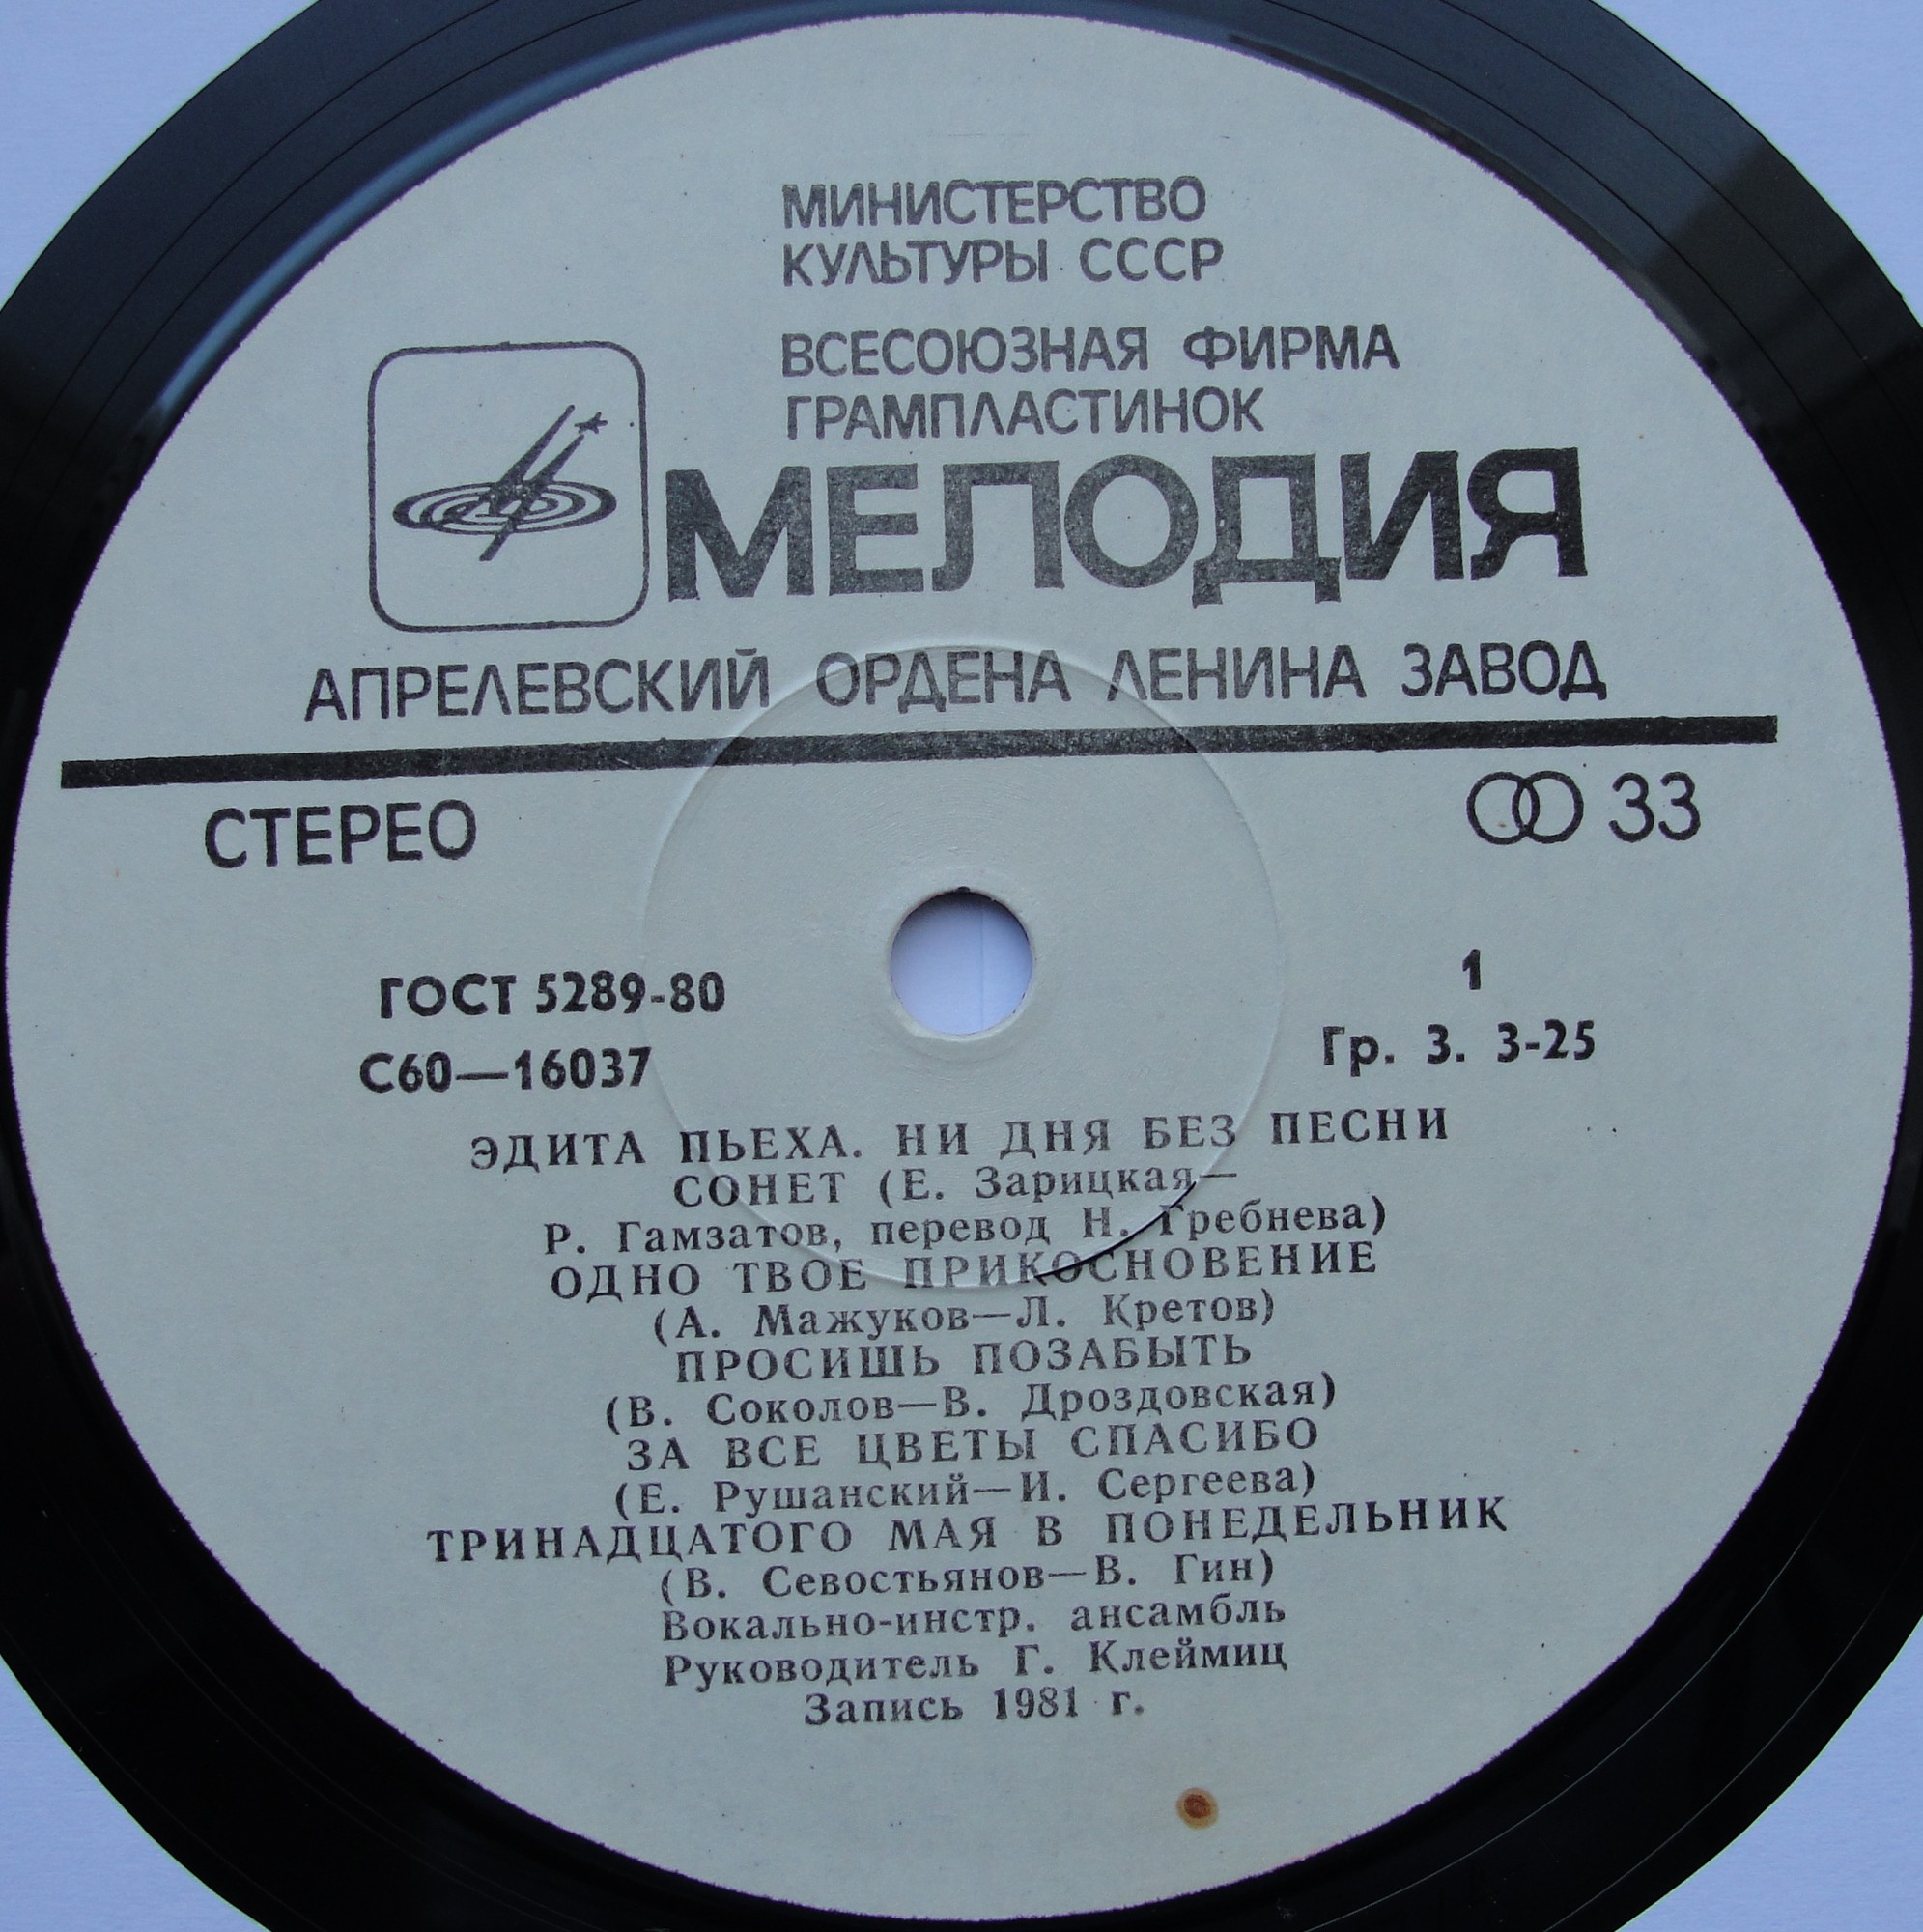 МИНИСТЕРСТВО
КУЛЬТУРЫ СССР
ВСЕСОЮЗНАЯ ФИРМА
ГРАМПЛАСТИНОК
МЕЛОДИЯ
АПРЕЛЕВСКИЙ ОРДЕНА ЛЕНИНА ЗАВОД
СТЕРЕО 33
ГОСТ 5289-80 1
С60—16037 Гр. 3. 3-25
ЭДИТА ПЬЕХА. НИ ДНЯ БЕЗ ПЕСНИ
СОНЕТ (Е. Зарицкая—
Р. Гамзатов, перевод Н. Гребнева)
ОДНО ТВОЕ ПРИКОСНОВЕНИЕ
(А. Мажуков—Л. Кретов)
ПРОСИШЬ ПОЗАБЫТЬ
(В. Соколов—В. Дроздовская)
ЗА ВСЕ ЦВЕТЫ СПАСИБО
(Е. Рушанский—И. Сергеева)
ТРИНАДЦАТОГО МАЯ В ПОНЕДЕЛЬНИК
(В. Севостьянов—В. Гин)
Вокально-инстр. ансамбль
Руководитель Г. Клеймиц
Запись 1981 г.